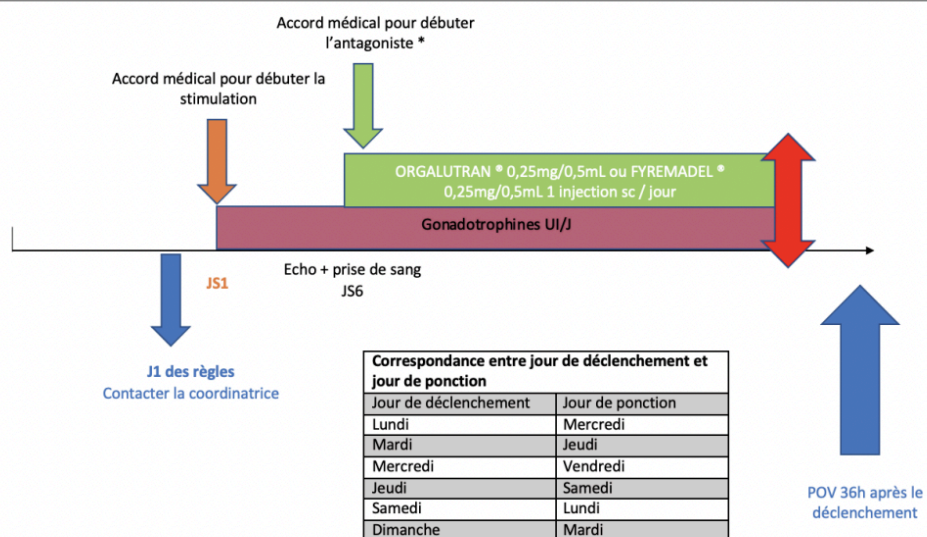 Accord médical pour débuter
l’antagoniste *
Accord médical pour débuter la
stimulation
ORGALUTRAN ® 0,25mg/0,5mL ou FYREMADEL ®
0,25mg/0,5mL 1 injection sc / jour
Gonadotrophines UI/J
JS1
Echo + prise de sang
JS6
J1 des règles
Contacter la coordinatrice
Correspondance entre jour de déclenchement et
jour de ponction
Jour de déclenchement Jour de ponction
Lundi Mercredi
Mardi Jeudi
Mercredi Vendredi
Jeudi Samedi
Samedi Lundi
Dimanche Mardi
POV 36h après le
déclenchement